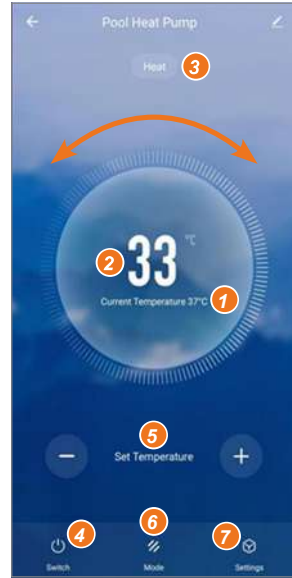 Pool Heat Pump
Heat
3
2
33 °C
Current Temperature 37°C
1
5
Set Temperature
4
6
7
Switch
Mode
Settings